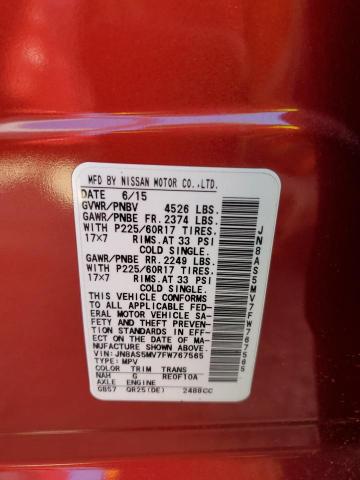 MFD BY NISSAN MOTOR CO.,LTD.
DATE 6/15
GVWR/PNBV 4526 LBS.
GAWR/PNBE FR. 2374 LBS.
WITH P225/60R17 TIRES
17×7 RIMS.AT 33 PSI
COLD SINGLE.
GAWR/PNBE RR. 2249 LBS.
WITH P225/60R17 TIRES
17×7 RIMS.AT 33 PSI
COLD SINGLE.
THIS VEHICLE CONFORMS
TO ALL APPLICABLE FED-
ERAL MOTOR VEHICLE SA-
FETY AND THEFT PREVEN-
TION STANDARDS IN EFF-
ECT ON THE DATE OF MA-
NUFACTURE SHOWN ABOVE.
VIN:JN8AS5MV7FW767565
TYPE: MPV
COLOR TRIM TRANS
NAH G RE0F10A
AXLE ENGINE
GB57 QR25(DE) 2488CC
JN8AS5MV7FW767565